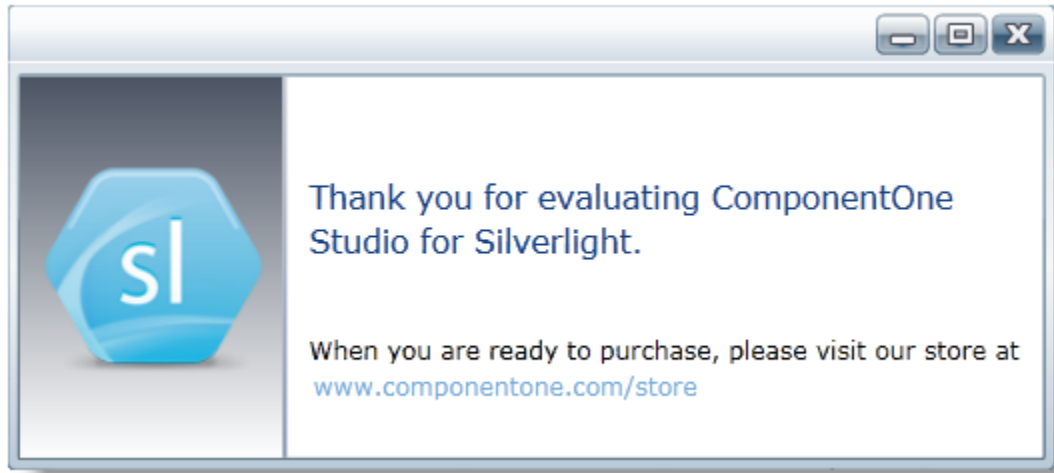 sl
Thank you for evaluating ComponentOne
Studio for Silverlight.
When you are ready to purchase, please visit our store at
www.componentone.com/store